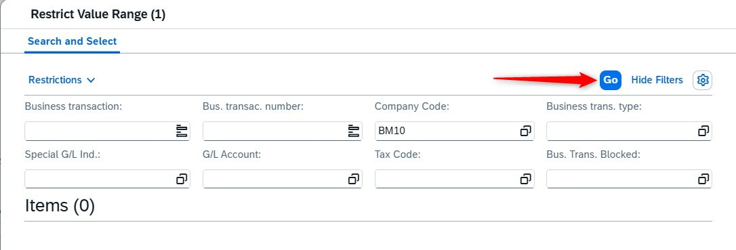 Restrict Value Range (1)
Search and Select
Restrictions
Go
Hide Filters
Business transaction:
Bus. transac. number:
Company Code:
Business trans. type:
BM10
Special G/L Ind.:
G/L Account:
Tax Code:
Bus. Trans. Blocked:
Items (0)